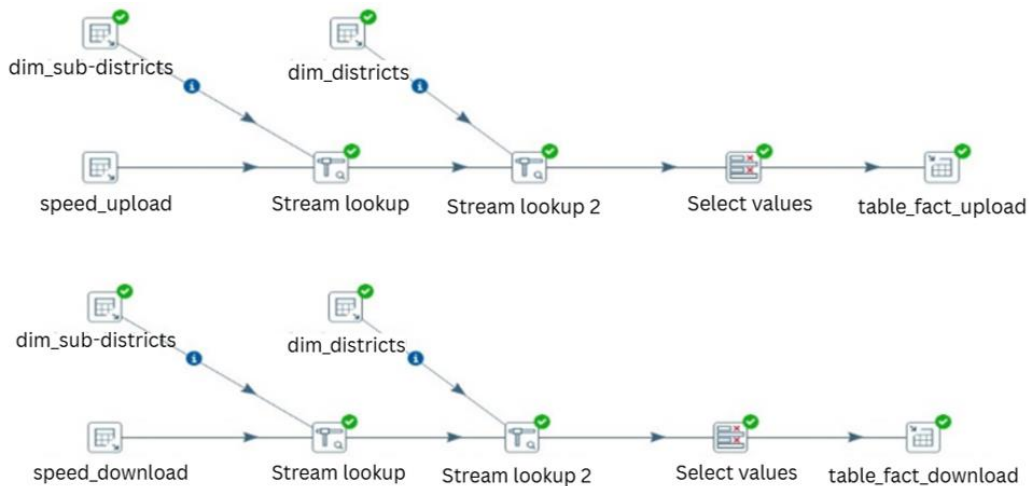 dim_sub-districts
dim_districts
speed_upload
Stream lookup
Stream lookup 2
Select values
table_fact_upload
dim_sub-districts
dim_districts
speed_download
Stream lookup
Stream lookup 2
Select values
table_fact_download